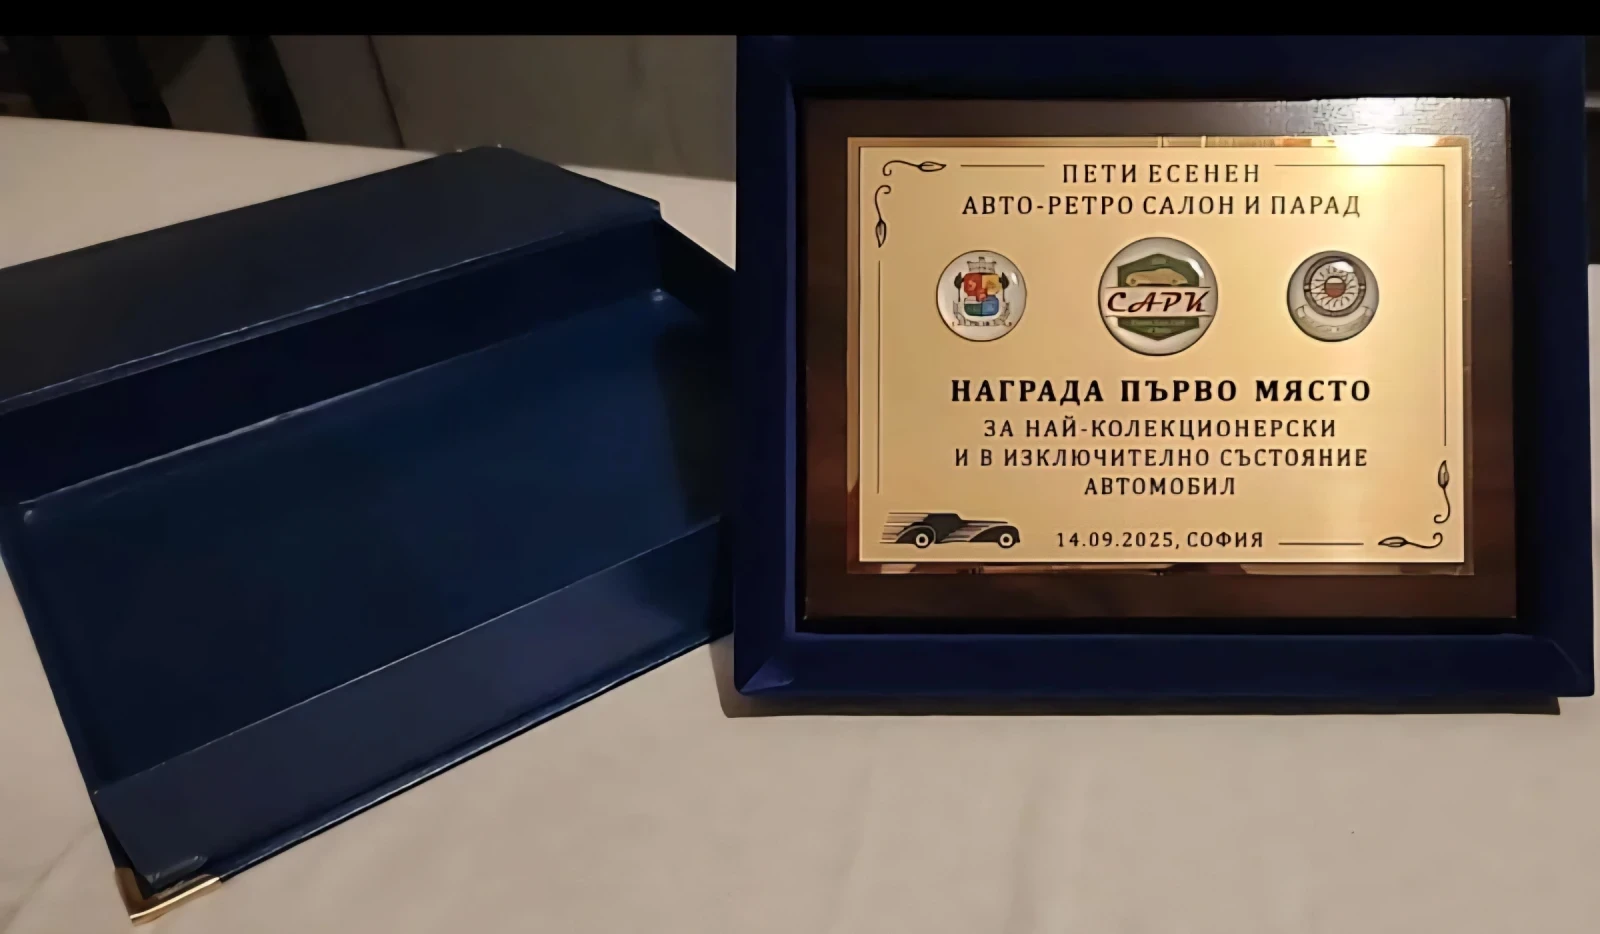 ПЕТИ ЕСЕНЕН
АВТО-РЕТРО САЛОН И ПАРАД
САРК
НАГРАДА ПЪРВО МЯСТО
ЗА НАЙ-КОЛЕКЦИОНЕРСКИ
И В ИЗКЛЮЧИТЕЛНО СЪСТОЯНИЕ
АВТОМОБИЛ
14.09.2025, СОФИЯ